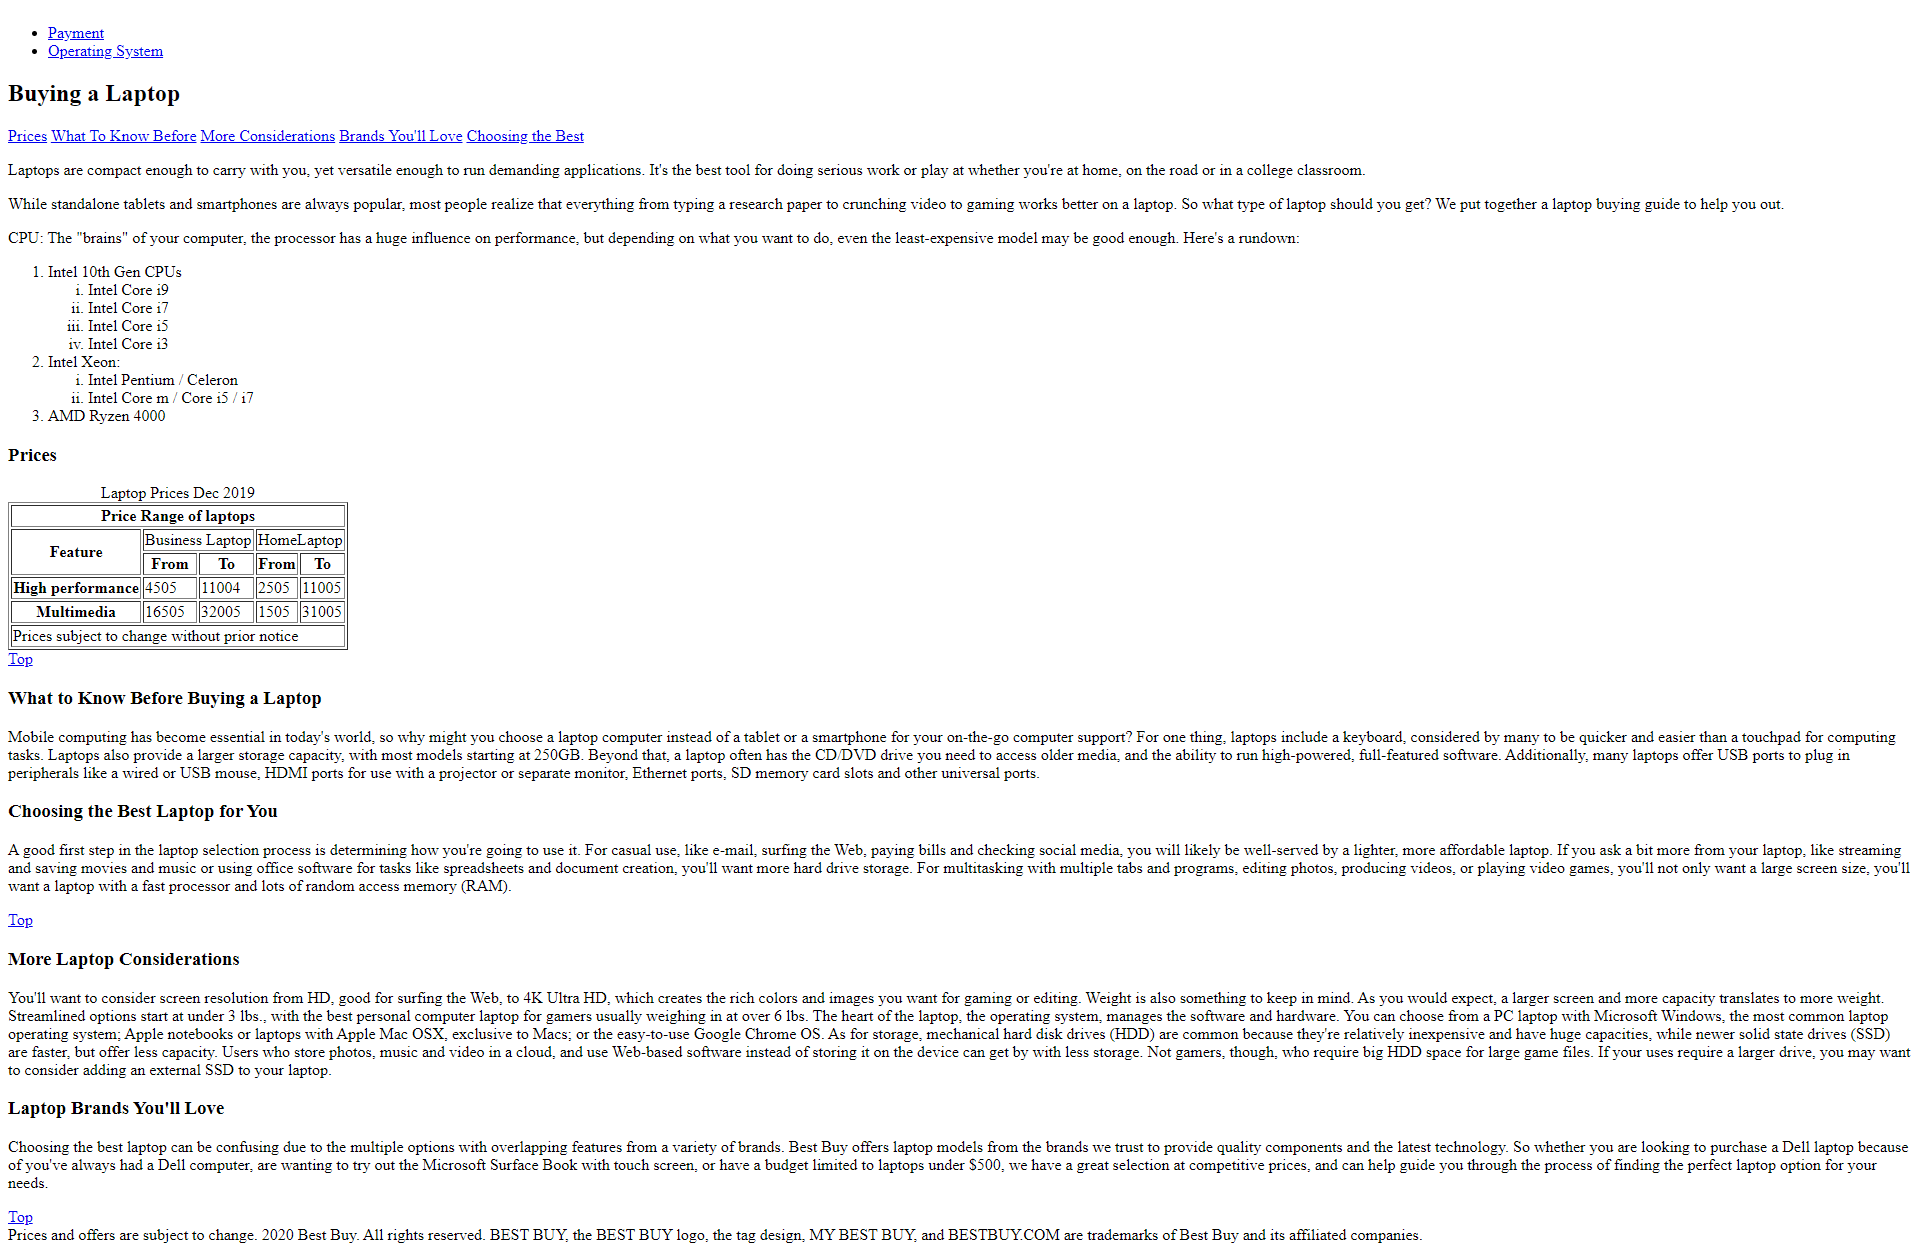 Payment
Operating System
Buying a Laptop
Prices What To Know Before More Considerations Brands You'll Love Choosing the Best
Laptops are compact enough to carry with you, yet versatile enough to run demanding applications. It's the best tool for doing serious work or play at whether you're at home, on the road or in a college classroom.
While standalone tablets and smartphones are always popular, most people realize that everything from typing a research paper to crunching video to gaming works better on a laptop. So what type of laptop should you get? We put together a laptop buying guide to help you out.
CPU: The "brains" of your computer, the processor has a huge influence on performance, but depending on what you want to do, even the least-expensive model may be good enough. Here's a rundown:
1. Intel 10th Gen CPUs
i. Intel Core i9
ii. Intel Core i7
iii. Intel Core i5
iv. Intel Core i3
2. Intel Xeon:
i. Intel Pentium / Celeron
ii. Intel Core m / Core i5 / i7
3. AMD Ryzen 4000
Prices
Laptop Prices Dec 2019
Price Range of laptops
Feature Business Laptop HomeLaptop
From To From To
High performance 4505 11004 2505 11005
Multimedia 16505 32005 1505 31005
Prices subject to change without prior notice
Top
What to Know Before Buying a Laptop
Mobile computing has become essential in today's world, so why might you choose a laptop computer instead of a tablet or a smartphone for your on-the-go computer support? For one thing, laptops include a keyboard, considered by many to be quicker and easier than a touchpad for computing
tasks. Laptops also provide a larger storage capacity, with most models starting at 250GB. Beyond that, a laptop often has the CD/DVD drive you need to access older media, and the ability to run high-powered, full-featured software. Additionally, many laptops offer USB ports to plug in
peripherals like a wired or USB mouse, HDMI ports for use with a projector or separate monitor, Ethernet ports, SD memory card slots and other universal ports.
Choosing the Best Laptop for You
A good first step in the laptop selection process is determining how you're going to use it. For casual use, like e-mail, surfing the Web, paying bills and checking social media, you will likely be well-served by a lighter, more affordable laptop. If you ask a bit more from your laptop, like streaming
and saving movies and music or using office software for tasks like spreadsheets and document creation, you'll want more hard drive storage. For multitasking with multiple tabs and programs, editing photos, producing videos, or playing video games, you'll not only want a large screen size, you'll
want a laptop with a fast processor and lots of random access memory (RAM).
Top
More Laptop Considerations
You'll want to consider screen resolution from HD, good for surfing the Web, to 4K Ultra HD, which creates the rich colors and images you want for gaming or editing. Weight is also something to keep in mind. As you would expect, a larger screen and more capacity translates to more weight.
Streamlined options start at under 3 lbs., with the best personal computer laptop for gamers usually weighing in at over 6 lbs. The heart of the laptop, the operating system, manages the software and hardware. You can choose from a PC laptop with Microsoft Windows, the most common laptop
operating system; Apple notebooks or laptops with Apple Mac OSX, exclusive to Macs; or the easy-to-use Google Chrome OS. As for storage, mechanical hard disk drives (HDD) are common because they're relatively inexpensive and have huge capacities, while newer solid state drives (SSD)
are faster, but offer less capacity. Users who store photos, music and video in a cloud, and use Web-based software instead of storing it on the device can get by with less storage. Not gamers, though, who require big HDD space for large game files. If your uses require a larger drive, you may want
to consider adding an external SSD to your laptop.
Laptop Brands You'll Love
Choosing the best laptop can be confusing due to the multiple options with overlapping features from a variety of brands. Best Buy offers laptop models from the brands we trust to provide quality components and the latest technology. So whether you are looking to purchase a Dell laptop because
of you've always had a Dell computer, are wanting to try out the Microsoft Surface Book with touch screen, or have a budget limited to laptops under $500, we have a great selection at competitive prices, and can help guide you through the process of finding the perfect laptop option for your
needs.
Top
Prices and offers are subject to change. 2020 Best Buy. All rights reserved. BEST BUY, the BEST BUY logo, the tag design, MY BEST BUY, and BESTBUY.COM are trademarks of Best Buy and its affiliated companies.